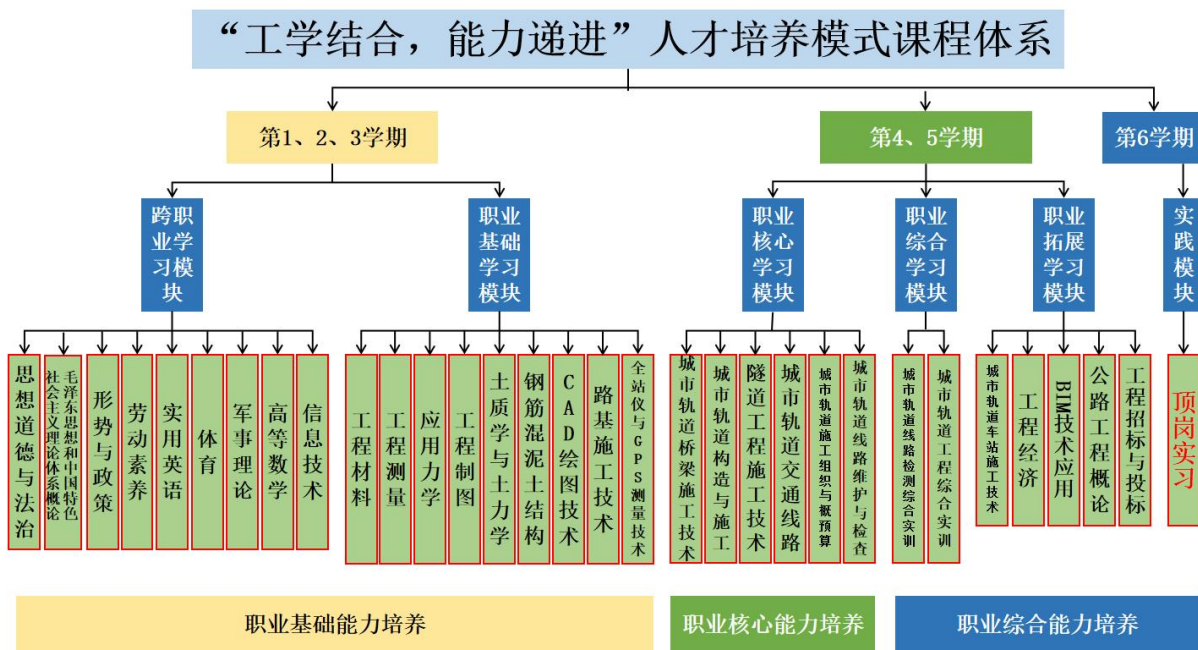 “工学结合，能力递进”人才培养模式课程体系
第1、2、3学期
第4、5学期
第6学期
跨职
业学
习模
块
职业
基础
学习
模块
职业
核心
学习
模块
职业
综合
学习
模块
职业
拓展
学习
模块
实
践
模
块
思想道德与法治
毛泽东思想和中国特色
社会主义理论体系概论
形势与政策
劳动素养
实用英语
体育
军事理论
高等数学
信息技术
工程材料
工程测量
应用力学
工程制图
土质学与土力学
钢筋混泥土结构
CAD绘图技术
路基施工技术
全站仪与GPS测量技术
城市轨道桥梁施工技术
城市轨道构造与施工
隧道工程施工技术
城市轨道交通线路
城市轨道施工组织与概预算
城市轨道线路维护与检查
城市轨道线路检测综合实训
城市轨道工程综合实训
城市轨道车站施工技术
工程经济
BIM技术应用
公路工程概论
工程招标与投标
顶岗实习
职业基础能力培养
职业核心能力培养
职业综合能力培养